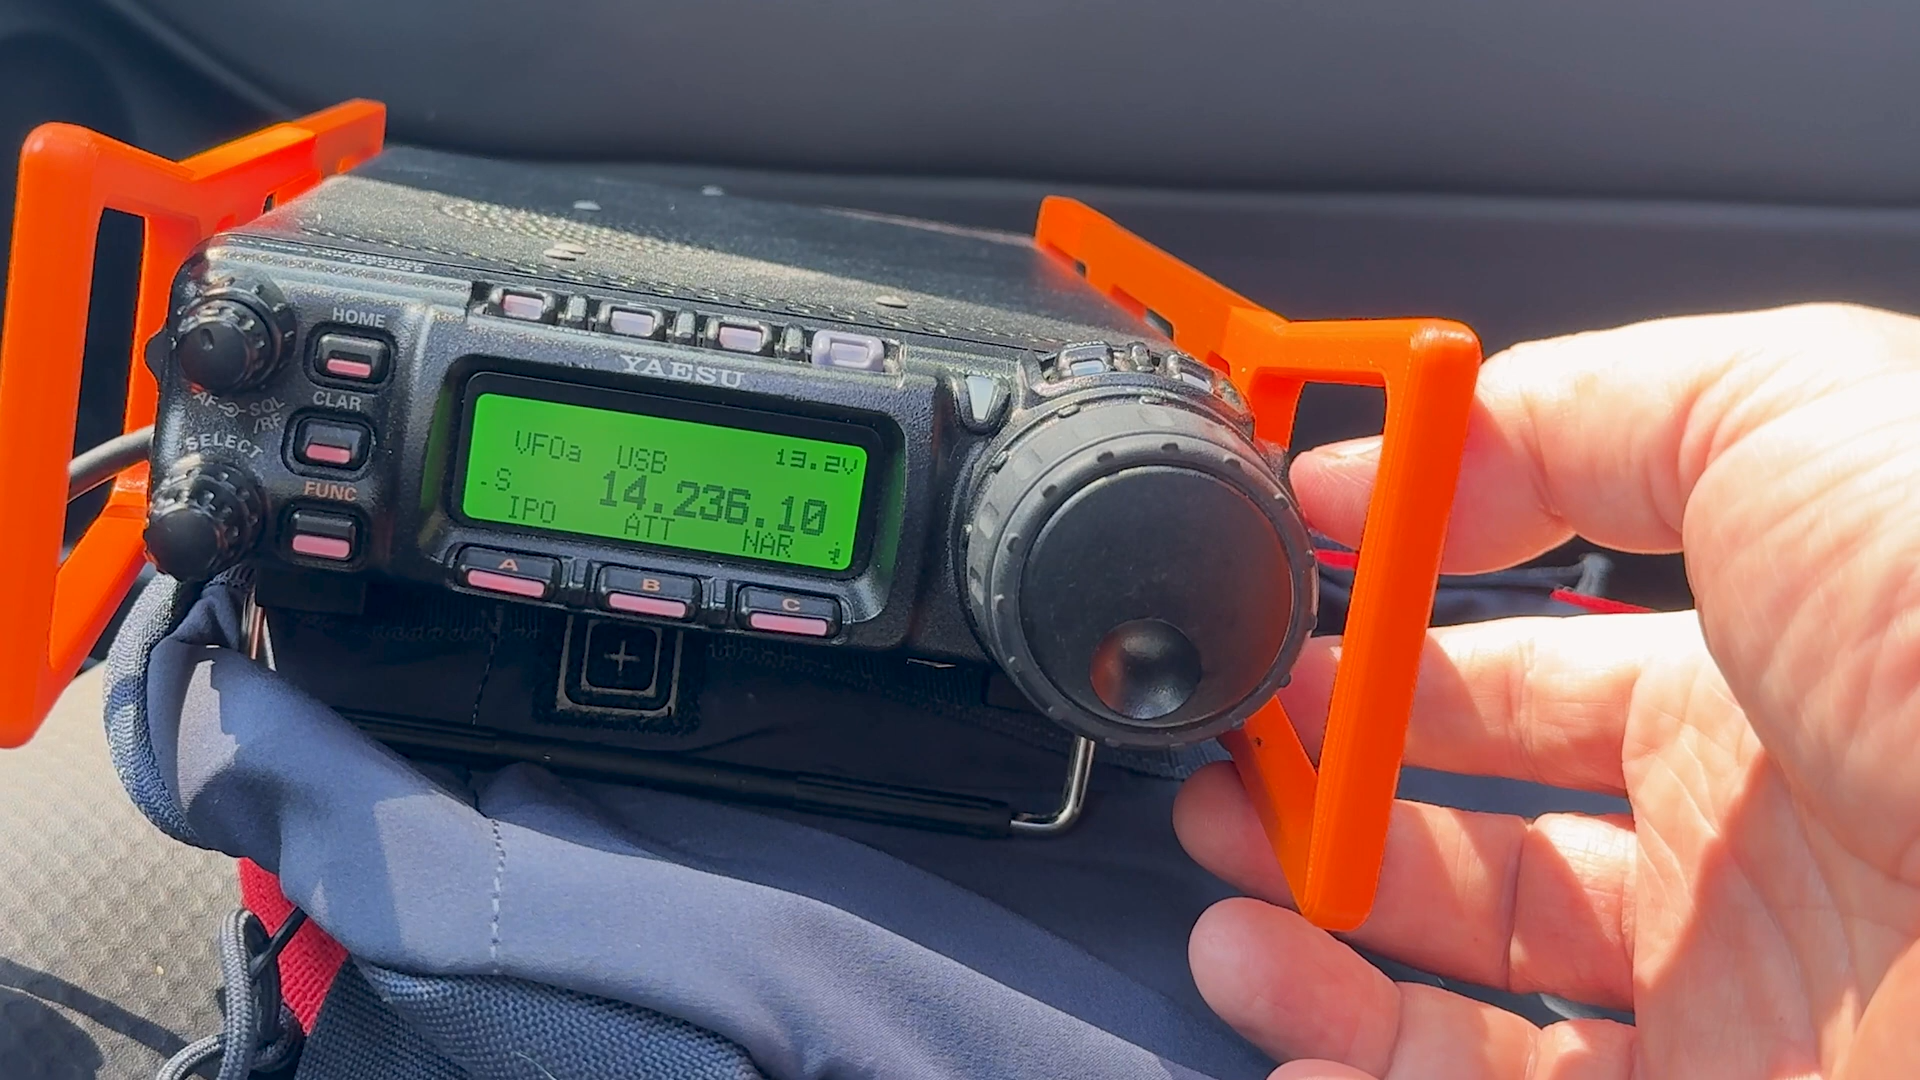 HOME
YAESU
CLAR
AF SQL
/RF
SELECT
FUNC
VFOa USB 13.2V
.S 14.236.10
IPO ATT NAR
A B C